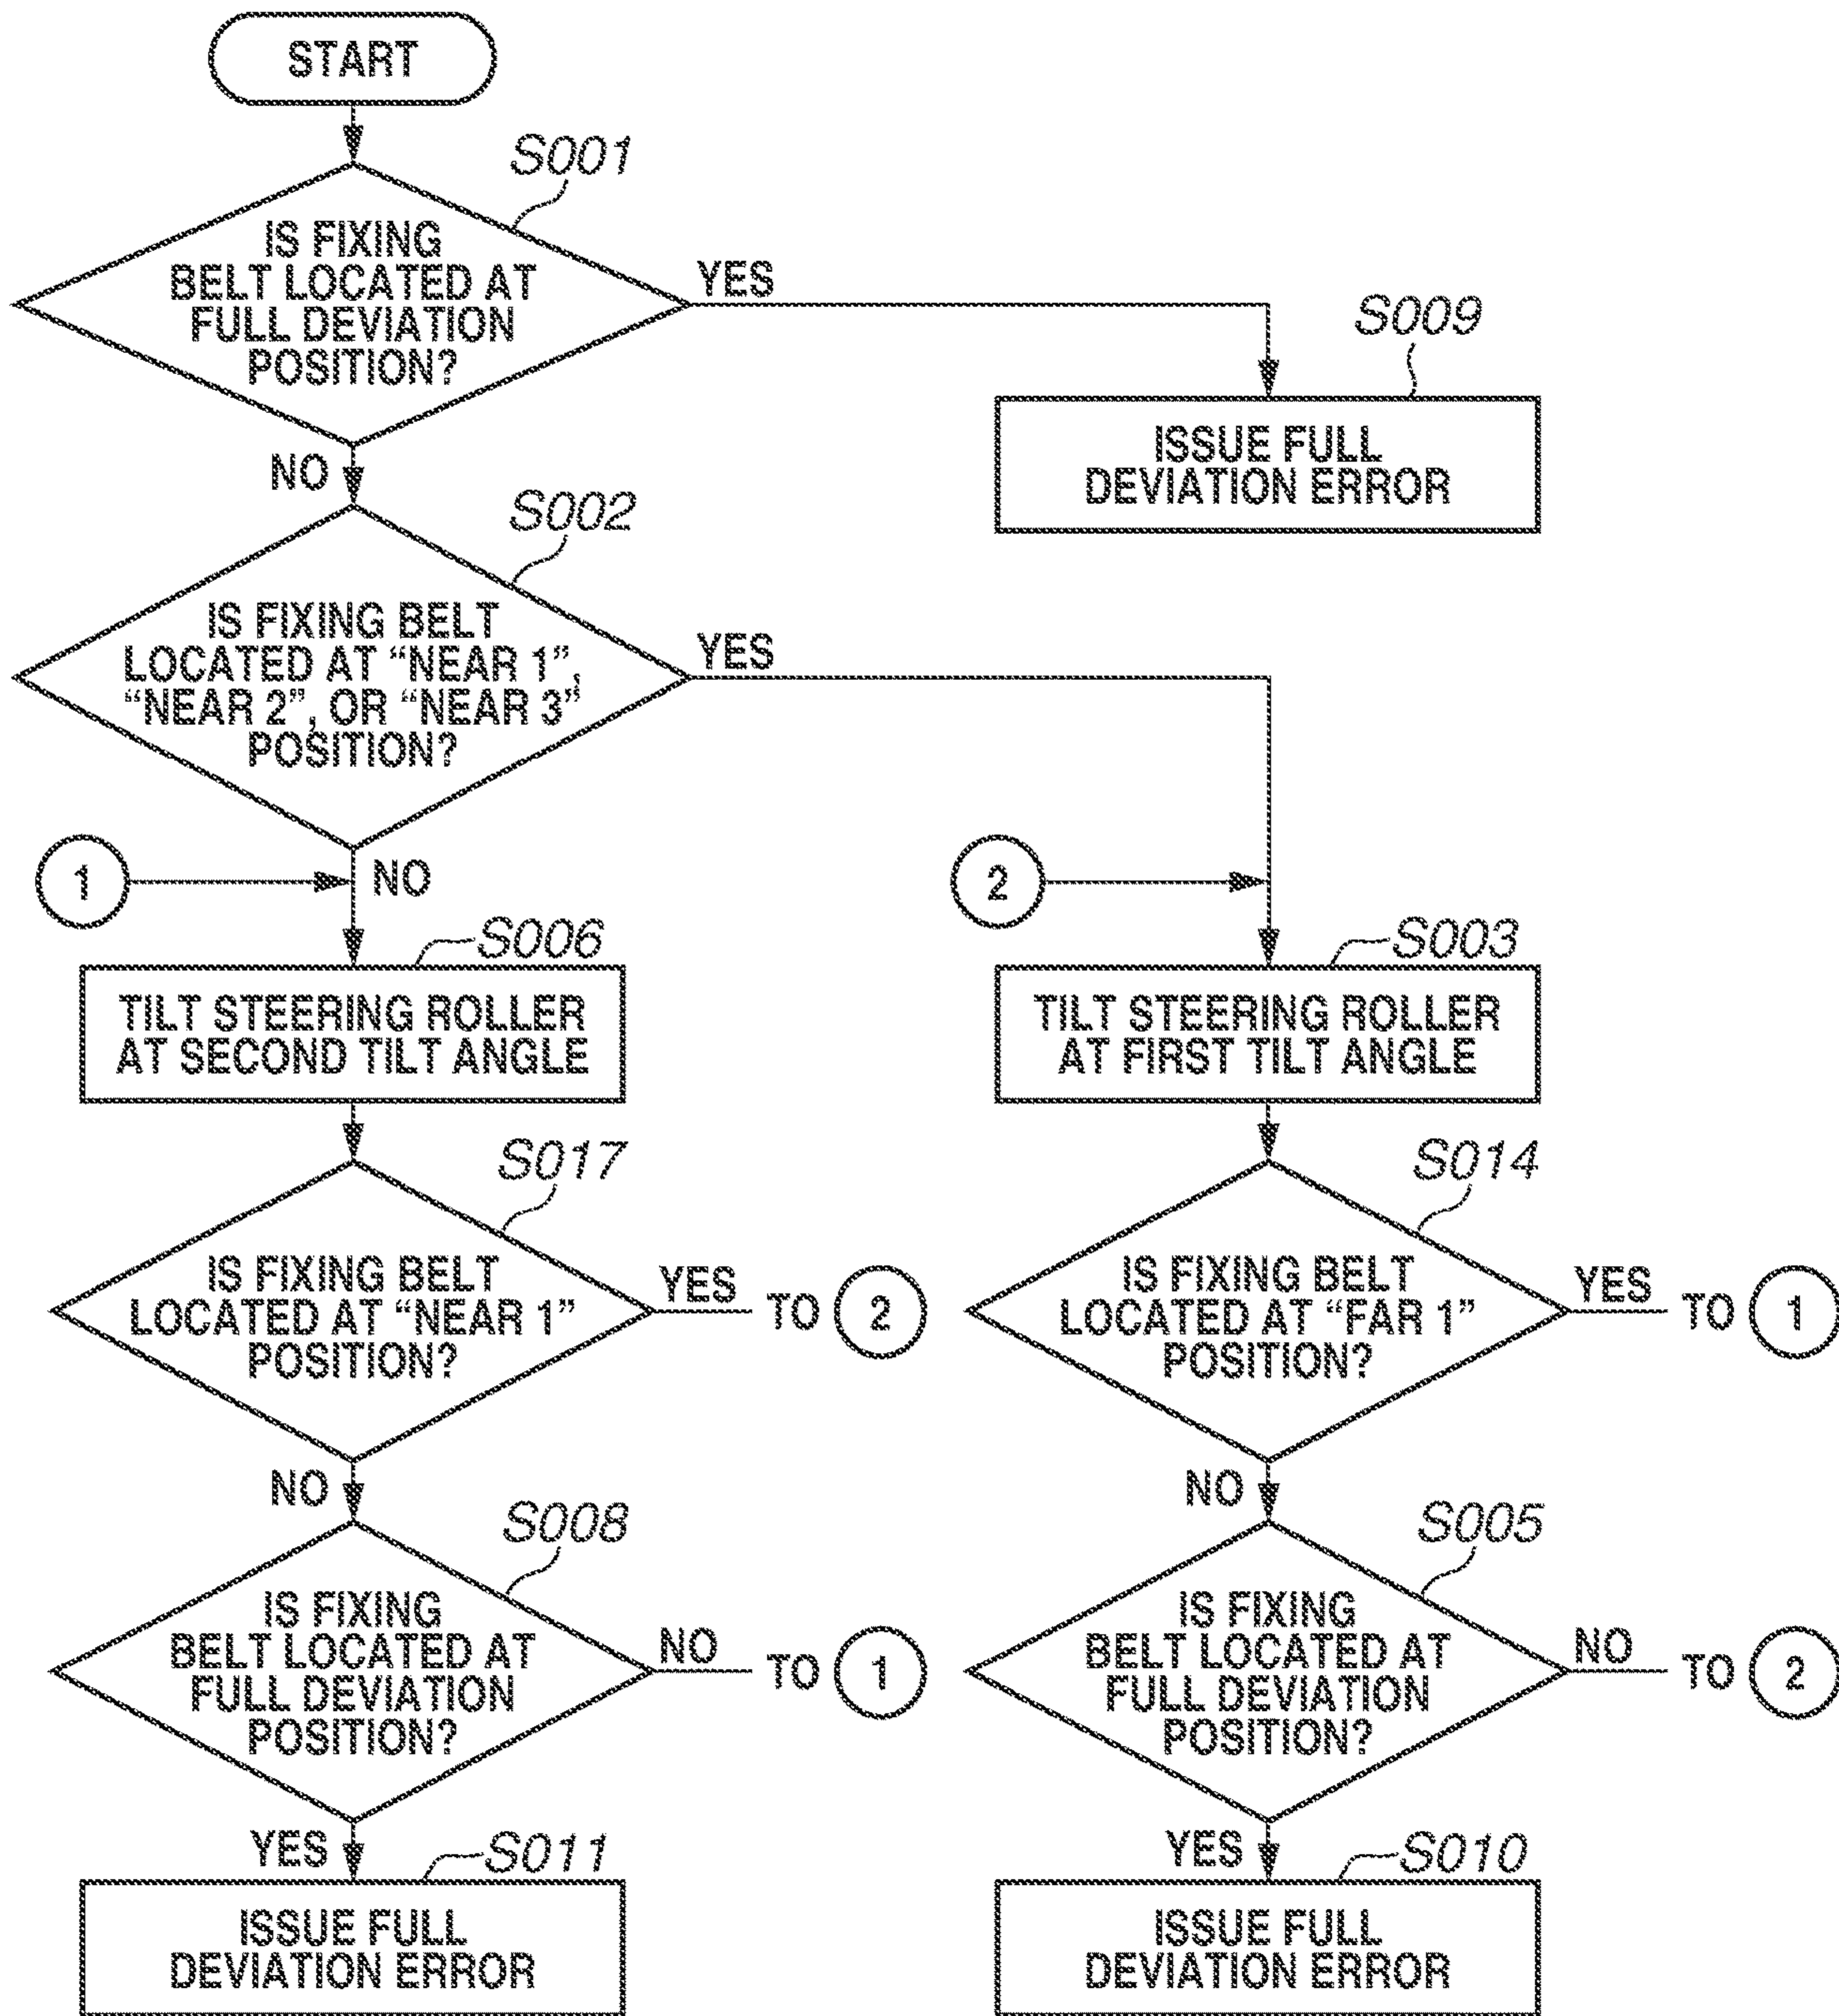 START
S001
IS FIXING
BELT LOCATED AT
FULL DEVIATION
POSITION?
YES
S009
ISSUE FULL
DEVIATION ERROR
NO
S002
IS FIXING BELT
LOCATED AT “NEAR 1”,
“NEAR 2”, OR “NEAR 3”
POSITION?
YES
1
NO
2
S006
TILT STEERING ROLLER
AT SECOND TILT ANGLE
S003
TILT STEERING ROLLER
AT FIRST TILT ANGLE
S017
IS FIXING BELT
LOCATED AT “NEAR 1”
POSITION?
YES
TO 2
S014
IS FIXING BELT
LOCATED AT “FAR 1”
POSITION?
YES
TO 1
NO
NO
S008
IS FIXING
BELT LOCATED AT
FULL DEVIATION
POSITION?
NO
TO 1
S005
IS FIXING
BELT LOCATED AT
FULL DEVIATION
POSITION?
NO
TO 2
YES
S011
ISSUE FULL
DEVIATION ERROR
YES
S010
ISSUE FULL
DEVIATION ERROR